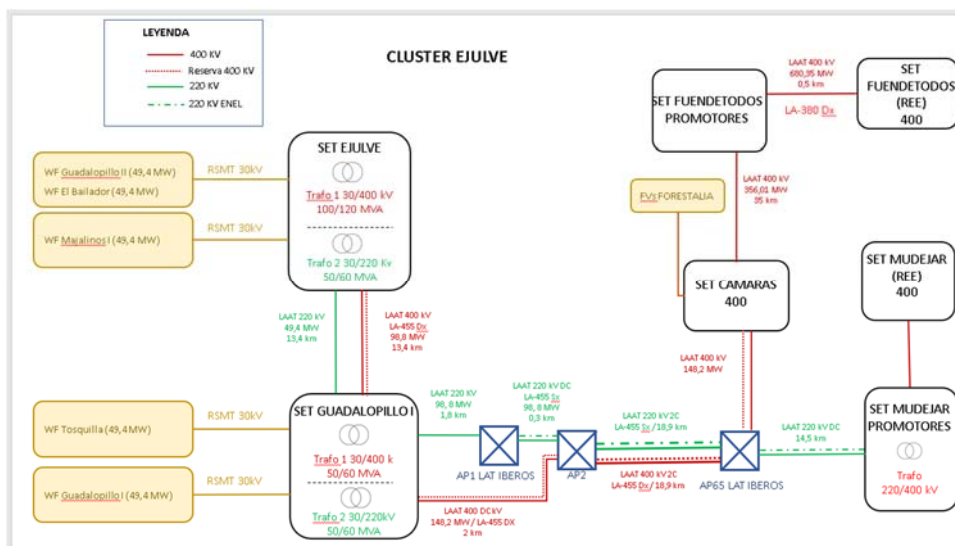 LEYENDA
400 KV
Reserva 400 KV
220 KV
220 KV ENEL
CLUSTER EJULVE
WF Guadalopillo II (49,4 MW)
WF El Bailador (49,4 MW)
RSMT 30kV
WF Majalinos I (49,4 MW)
RSMT 30kV
SET EJULVE
Trafo 1 30/400 kV
100/120 MVA
Trafo 2 30/220 Kv
50/60 MVA
LAAT 220 kV
49,4 MW
13,4 km
LAAT 400 kV
LA-455 Dx
98,8 MW
13,4 km
WF Tosquilla (49,4MW)
RSMT 30kV
WF Guadalopillo I (49,4 MW)
RSMT 30kV
SET GUADALOPILLO I
Trafo 1 30/400 k
50/60 MVA
Trafo 2 30/220kV
50/60 MVA
LAAT 220 KV
98, 8 MW
1,8 km
LAAT 220 kV DC
LA-455 Sx
98, 8 MW
0,3 km
LAAT 220 kV 2C
LA-455 Sx /18,9 km
AP1 LAT IBEROS
AP2
AP65 LAT IBEROS
LAAT 400 kV 2C
LA-455 Dx/18,9 km
LAAT 400 DC kV
148,2 MW / LA-455 DX
2 km
SET FUENDETODOS
PROMOTORES
LAAT 400 kV
680,35 MW
0,5 km
LA-380 Dx
SET
FUENDETODOS
(REE)
400
LAAT 400 kV
356,01 MW
35 km
FVs FORESTALIA
SET CAMARAS
400
LAAT 400 kV
148,2 MW
SET MUDEJAR
(REE)
400
LAAT 220 kV DC
14,5 km
SET MUDEJAR
PROMOTORES
Trafo
220/400 kV